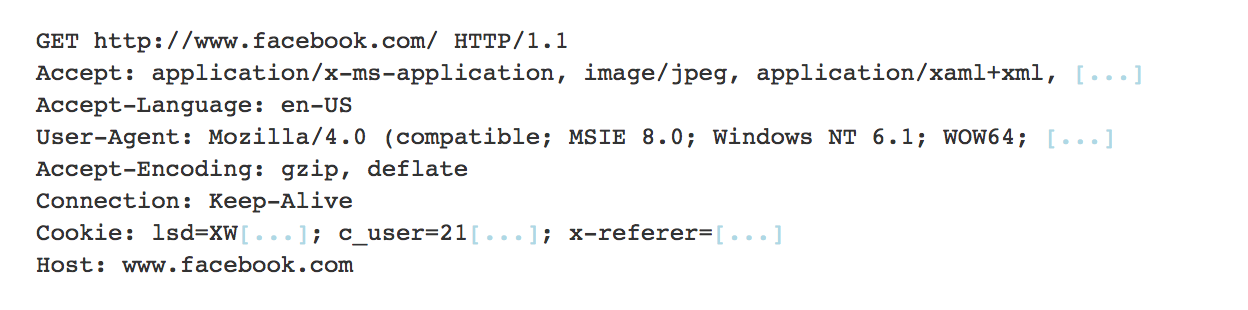 GET http://www.facebook.com/ HTTP/1.1
Accept: application/x-ms-application, image/jpeg, application/xaml+xml, [...]
Accept-Language: en-US
User-Agent: Mozilla/4.0 (compatible; MSIE 8.0; Windows NT 6.1; WOW64; [...]
Accept-Encoding: gzip, deflate
Connection: Keep-Alive
Cookie: lsd=XW[...]; c_user=21[...]; x-referer=[...]
Host: www.facebook.com